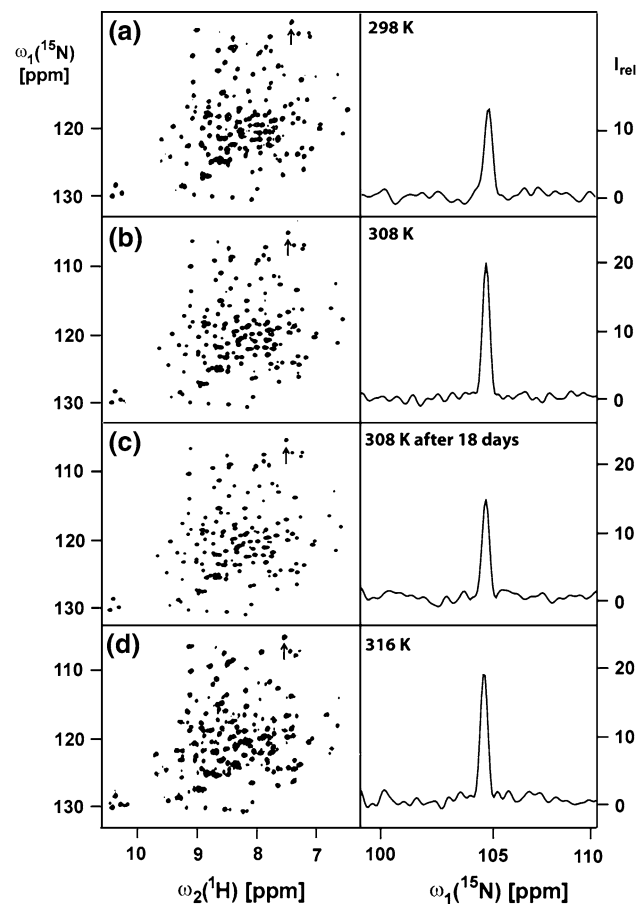 (a)
298 K
ω₁(¹⁵N)
[ppm]
I_rel
120
130
10
0
(b)
308 K
110
120
130
20
10
0
(c)
308 K after 18 days
110
120
130
20
10
0
(d)
316 K
110
120
130
20
10
0
10 9 8 7
100 105 110
ω₂(¹H) [ppm]
ω₁(¹⁵N) [ppm]